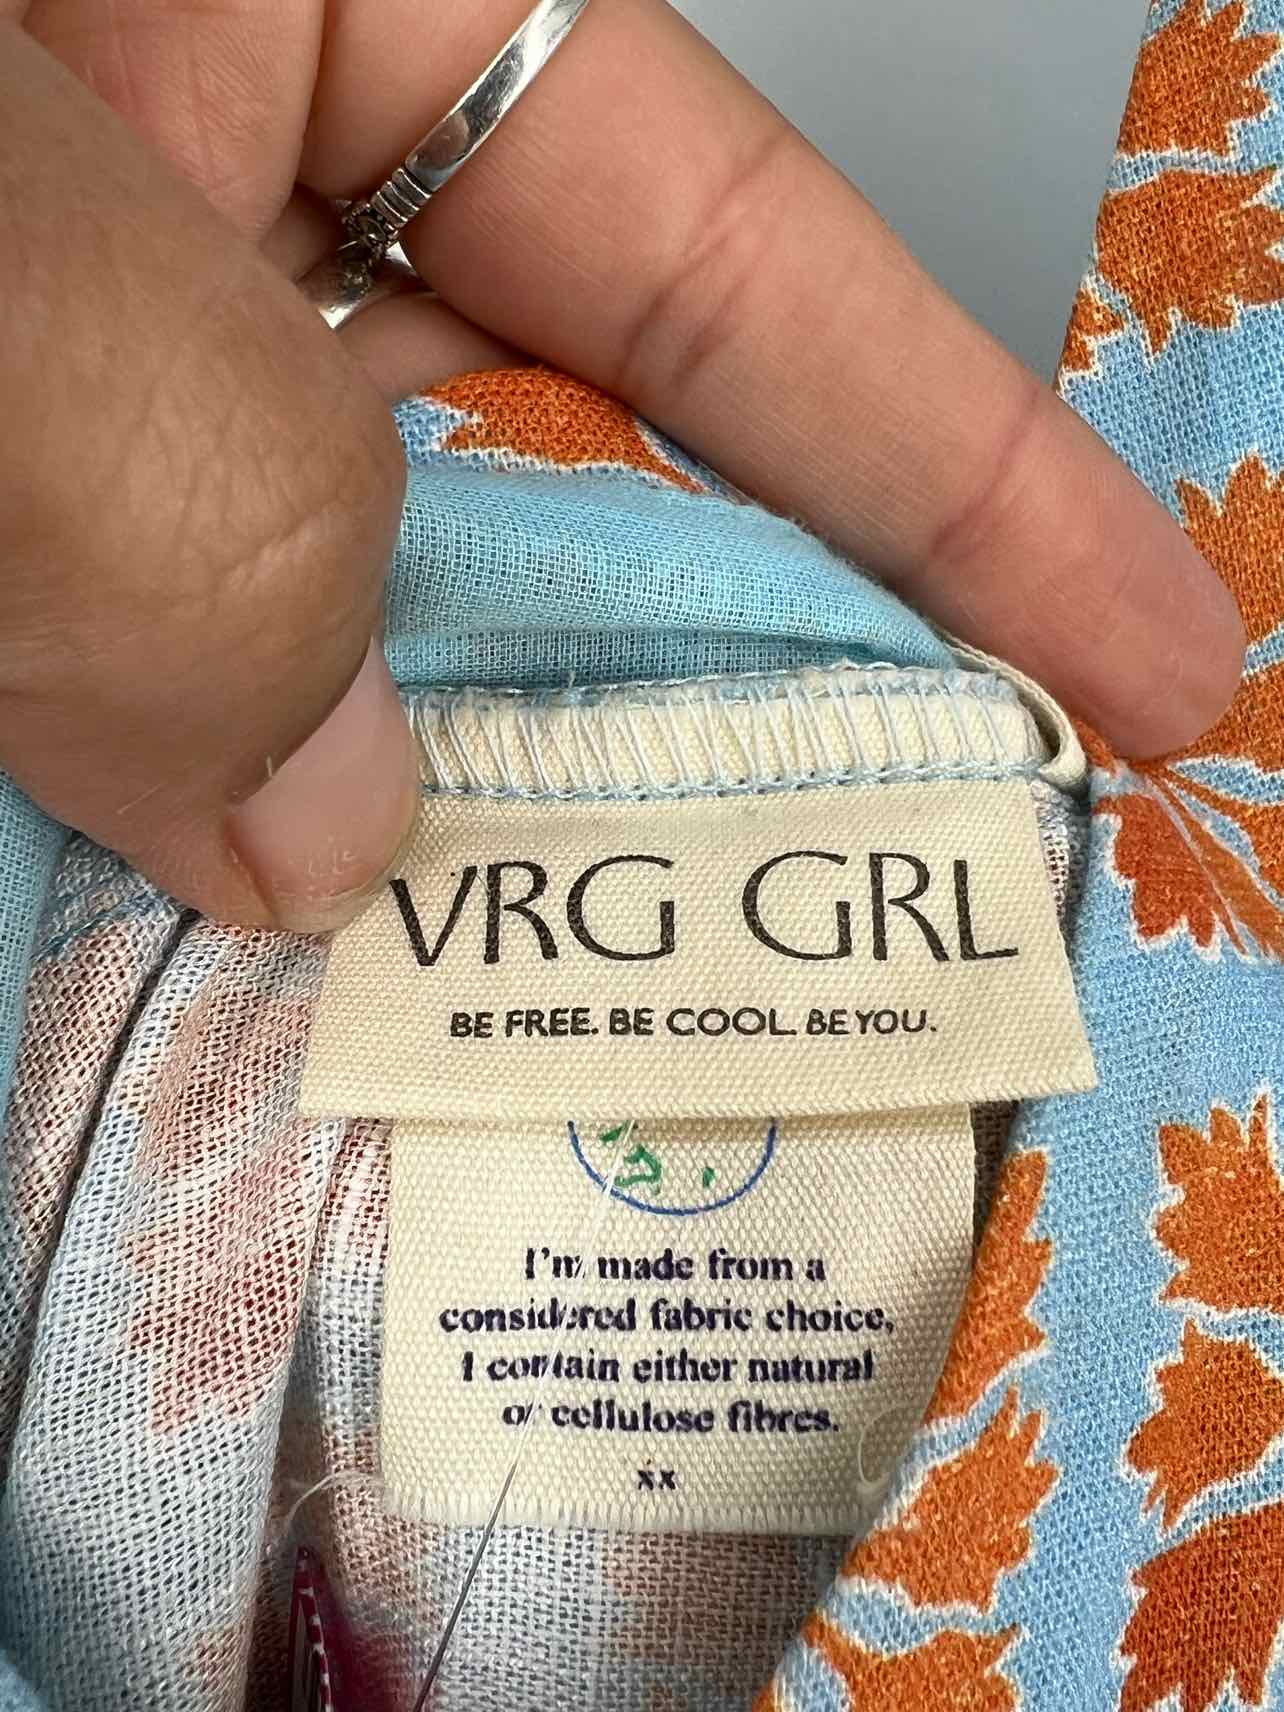 VRG GRL
BE FREE. BE COOL. BE YOU.
I'm made from a
considered fabric choice,
I contain either natural
or cellulose fibres.
xx